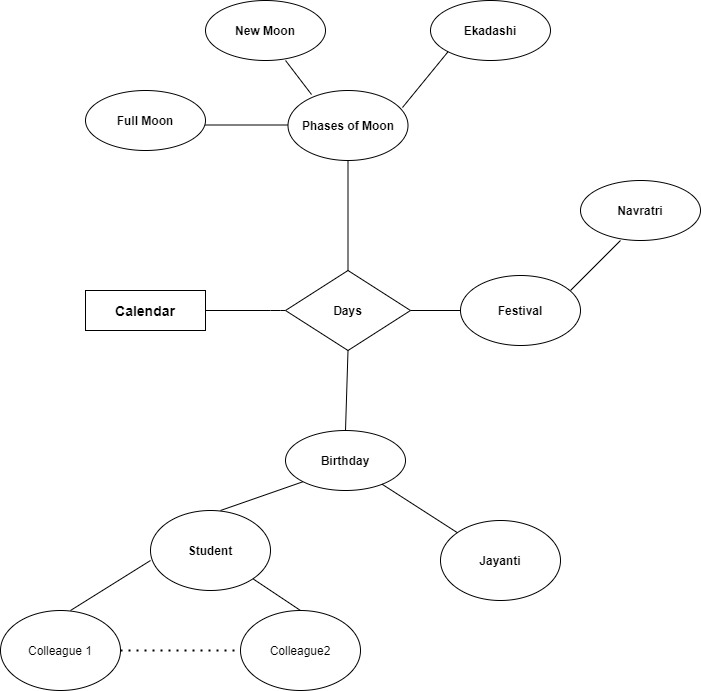 New Moon
Ekadashi
Full Moon
Phases of Moon
Navratri
Calendar
Days
Festival
Birthday
Student
Jayanti
Colleague 1
Colleague2